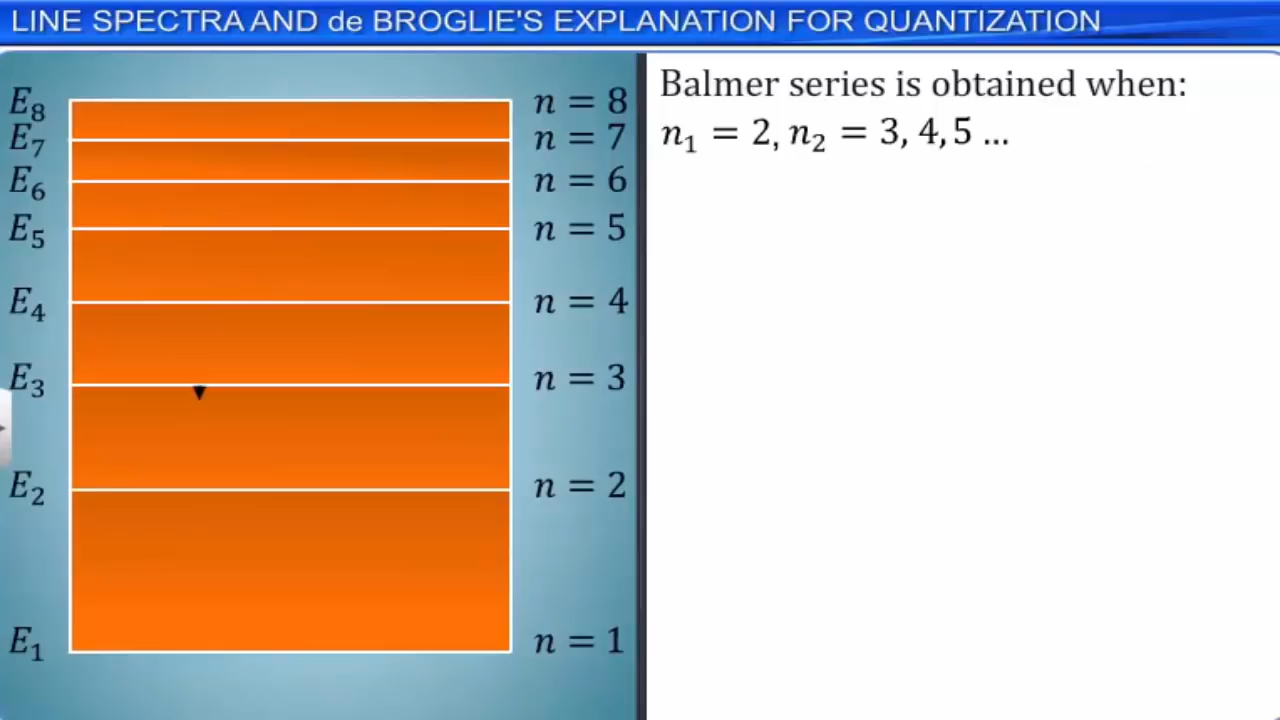 LINE SPECTRA AND de BROGLIE'S EXPLANATION FOR QUANTIZATION
Balmer series is obtained when:
n₁ = 2, n₂ = 3, 4, 5 ...
E₈ n = 8
E₇ n = 7
E₆ n = 6
E₅ n = 5
E₄ n = 4
E₃ n = 3
E₂ n = 2
E₁ n = 1